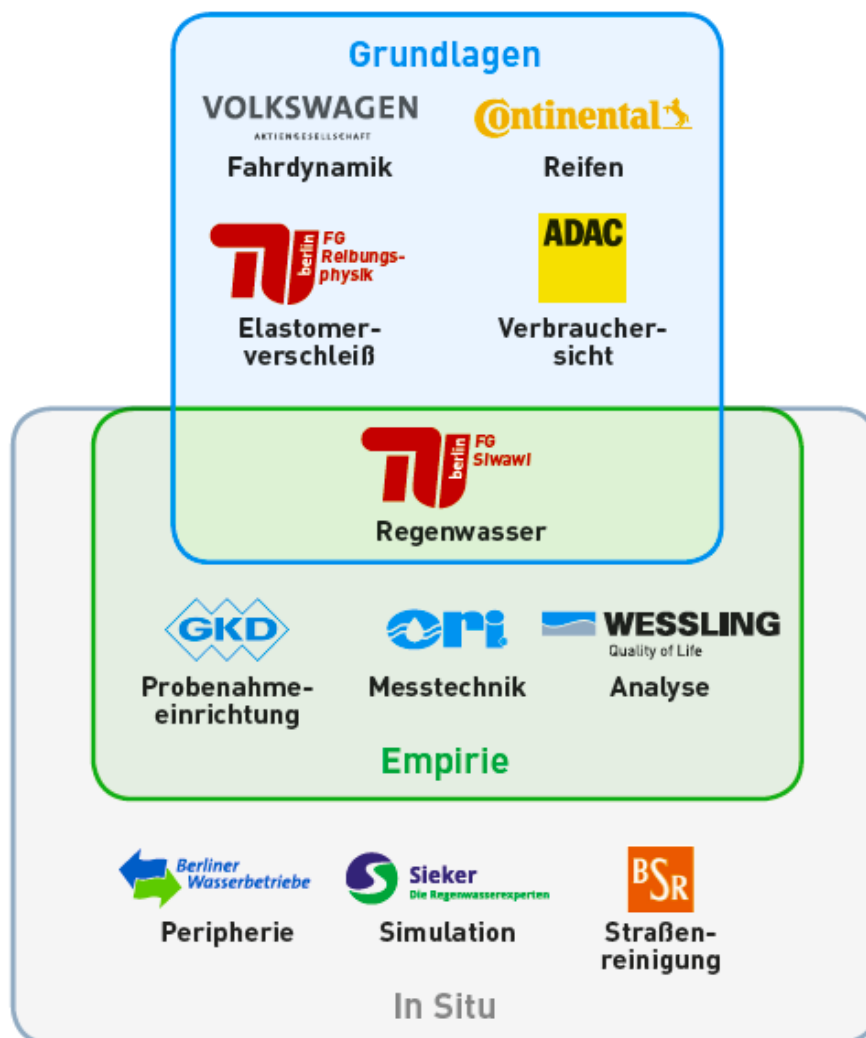 Grundlagen
VOLKSWAGEN
AKTIENGESELLSCHAFT
Fahrdynamik
Continental
Reifen
berlin
FG
Reibungs-
physik
Elastomer-
verschleiß
ADAC
Verbraucher-
sicht
berlin
FG
Siwawi
Regenwasser
GKD
Probenahme-
einrichtung
ori
Messtechnik
WESSLING
Quality of Life
Analyse
Empirie
Berliner
Wasserbetriebe
Peripherie
Sieker
Die Regenwasserexperten
Simulation
BSR
Straßen-
reinigung
In Situ